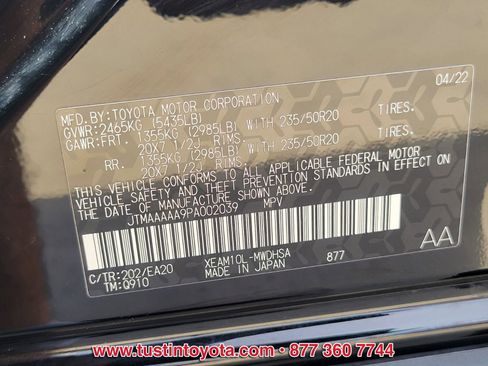 MFD.BY:TOYOTA MOTOR CORPORATION 04/22
GVWR:2465KG (5435LB)
GAWR:FRT. 1355KG (2985LB) WITH 235/50R20 TIRES.
20X7 1/2J RIMS.
RR. 1355KG (2985LB) WITH 235/50R20 TIRES.
20X7 1/2J RIMS.
THIS VEHICLE CONFORMS TO ALL APPLICABLE FEDERAL MOTOR
VEHICLE SAFETY AND THEFT PREVENTION STANDARDS IN EFFECT ON
THE DATE OF MANUFACTURE SHOWN ABOVE.
JTMAAAAA9PA002039 MPV
C/TR:202/EA20 XEAM10L-MWDHSA AA
TM:Q910 MADE IN JAPAN 877
www.tustintoyota.com • 877 360 7744